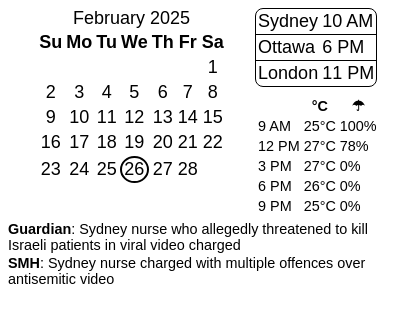 February 2025
Su Mo Tu We Th Fr Sa
1
2 3 4 5 6 7 8
9 10 11 12 13 14 15
16 17 18 19 20 21 22
23 24 25 26 27 28
Sydney 10 AM
Ottawa 6 PM
London 11 PM
°C ☂
9 AM 25°C 100%
12 PM 27°C 78%
3 PM 27°C 0%
6 PM 26°C 0%
9 PM 25°C 0%
Guardian: Sydney nurse who allegedly threatened to kill
Israeli patients in viral video charged
SMH: Sydney nurse charged with multiple offences over
antisemitic video